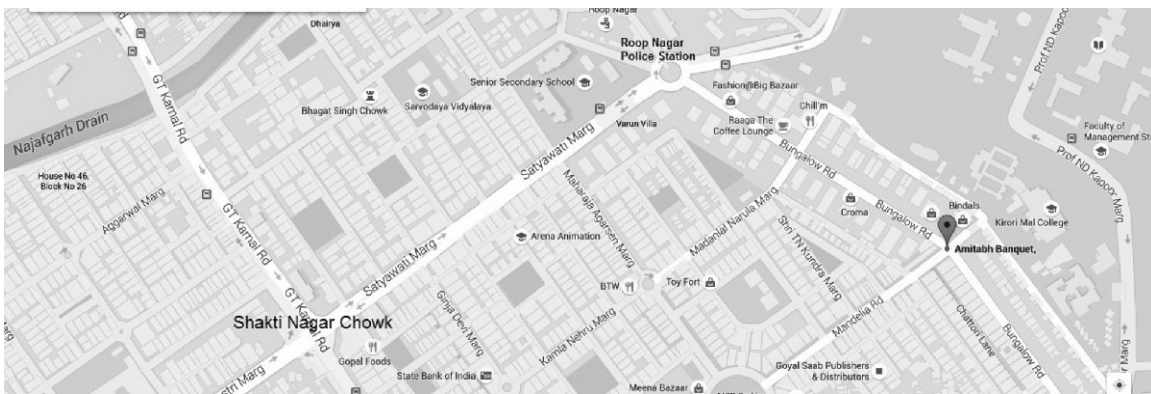 Dhairya
Roop Nagar
Roop Nagar
Police Station
Prof ND Kapoor
GT Karnal Rd
Senior Secondary School
Fashion@Big Bazaar
Bhagat Singh Chowk
Sarvodaya Vidyalaya
Chill'm
Najafgarh Drain
Varun Villa
Raaga The
Coffee Lounge
Faculty of
Management St
Satyawati Marg
Bungalow Rd
Prof ND Kapoor Marg
House No 46,
Block No 26
Aggarwal Marg
Maharaja Agarsen Marg
Madanlal Narula Marg
Croma
Bungalow Rd
Bindals
Kirori Mal College
GT Karnal Rd
Arena Animation
Shri TN Kundra Marg
Amitabh Banquet,
Satyawati Marg
BTW
Toy Fort
GT Karnal Rd
Shakti Nagar Chowk
Girija Devi Marg
Kamla Nehru Marg
Mandelia Rd
Chattori Lane
Bungalow Rd
Gopal Foods
State Bank of India
Goyal Saab Publishers
& Distributors
stri Marg
Meena Bazaar